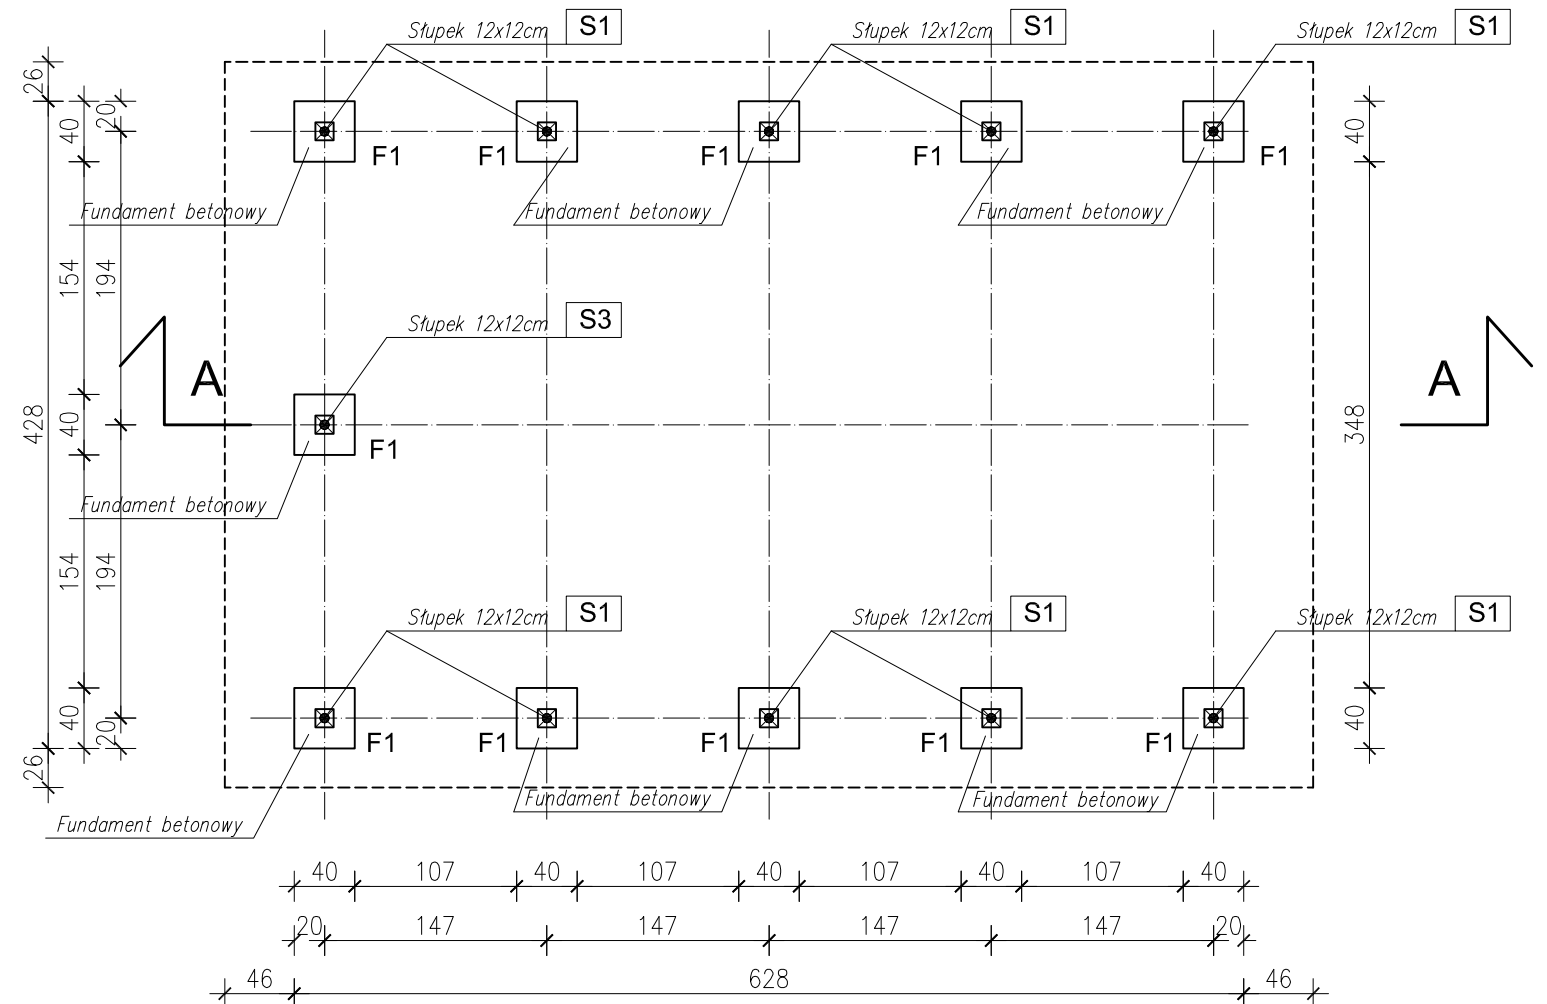 Słupek 12x12cm S1
Słupek 12x12cm S1
Słupek 12x12cm S1
26
40
20
40
F1
F1
F1
F1
F1
Fundament betonowy
Fundament betonowy
Fundament betonowy
154
194
Słupek 12x12cm S3
A
A
428
40
348
F1
Fundament betonowy
154
194
Słupek 12x12cm S1
Słupek 12x12cm S1
Słupek 12x12cm S1
40
20
40
F1
F1
F1
F1
F1
26
Fundament betonowy
Fundament betonowy
Fundament betonowy
40 107 40 107 40 107 40 107 40
20 147 147 147 147 20
46 628 46